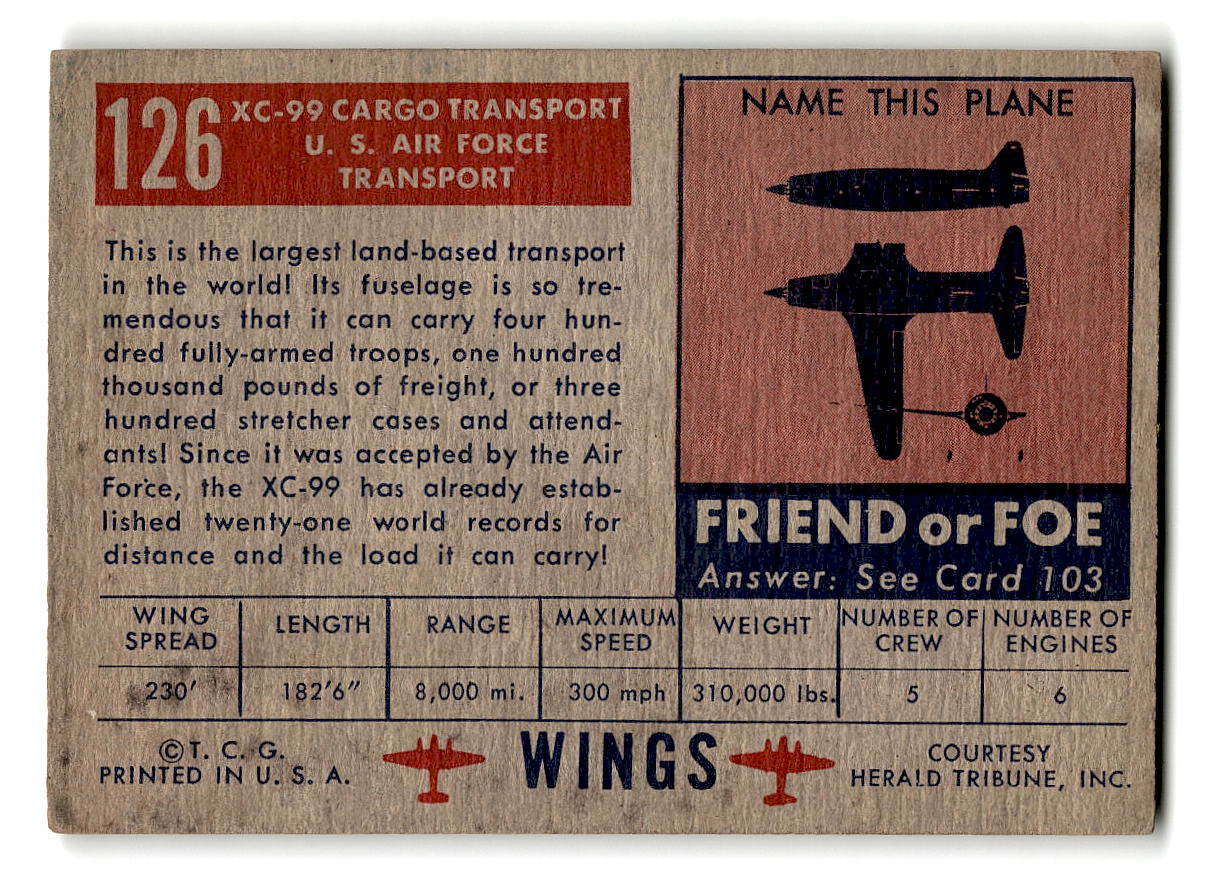 126
XC-99 CARGO TRANSPORT
U. S. AIR FORCE
TRANSPORT
This is the largest land-based transport
in the world! Its fuselage is so tre-
mendous that it can carry four hun-
dred fully-armed troops, one hundred
thousand pounds of freight, or three
hundred stretcher cases and attend-
ants! Since it was accepted by the Air
Force, the XC-99 has already estab-
lished twenty-one world records for
distance and the load it can carry!
NAME THIS PLANE
FRIEND or FOE
Answer: See Card 103
WING SPREAD
LENGTH
RANGE
MAXIMUM SPEED
WEIGHT
NUMBER OF CREW
NUMBER OF ENGINES
230'
182'6"
8,000 mi.
300 mph
310,000 lbs.
5
6
©T. C. G.
PRINTED IN U. S. A.
WINGS
COURTESY
HERALD TRIBUNE, INC.